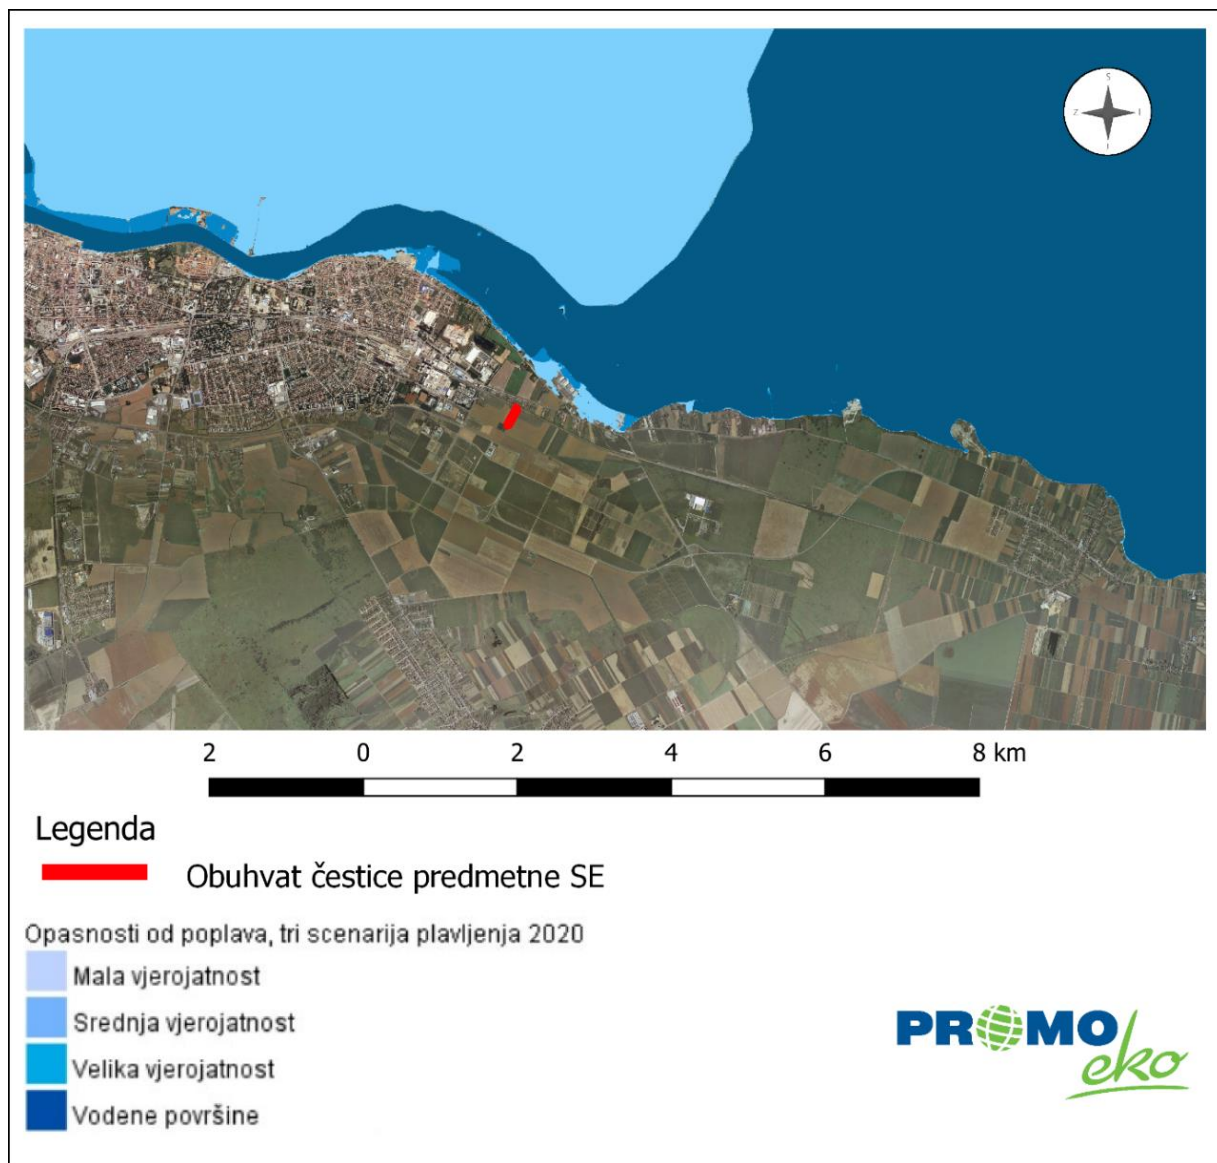 S
Z I
J
2 0 2 4 6 8 km
Legenda
Obuhvat čestice predmetne SE
Opasnosti od poplava, tri scenarija plavljenja 2020
Mala vjerojatnost
Srednja vjerojatnost
Velika vjerojatnost
Vodene površine
PROMO
eko